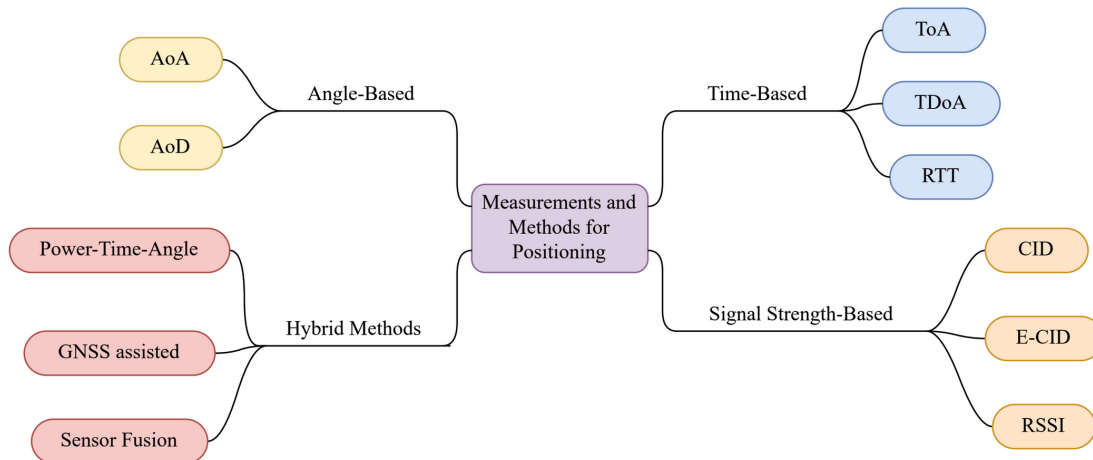 AoA
AoD
Angle-Based
Time-Based
ToA
TDoA
RTT
Measurements and
Methods for
Positioning
Power-Time-Angle
GNSS assisted
Sensor Fusion
Hybrid Methods
Signal Strength-Based
CID
E-CID
RSSI